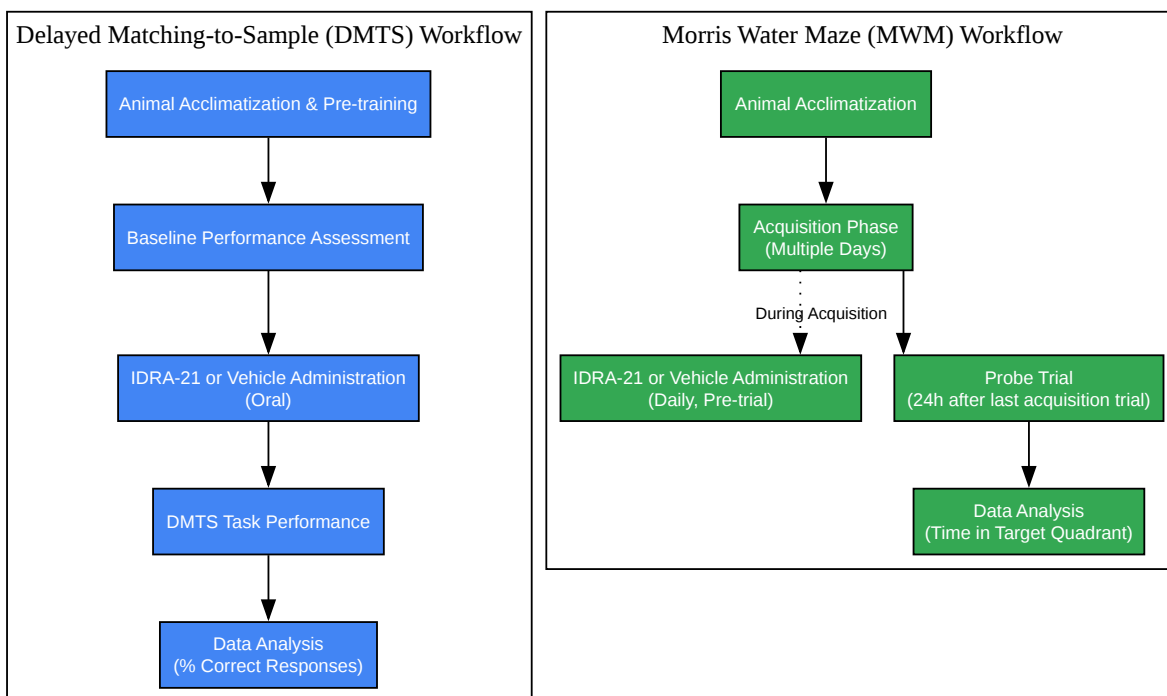 Delayed Matching-to-Sample (DMTS) Workflow
Animal Acclimatization & Pre-training
Baseline Performance Assessment
IDRA-21 or Vehicle Administration
(Oral)
DMTS Task Performance
Data Analysis
(% Correct Responses)
Morris Water Maze (MWM) Workflow
Animal Acclimatization
Acquisition Phase
(Multiple Days)
During Acquisition
IDRA-21 or Vehicle Administration
(Daily, Pre-trial)
Probe Trial
(24h after last acquisition trial)
Data Analysis
(Time in Target Quadrant)